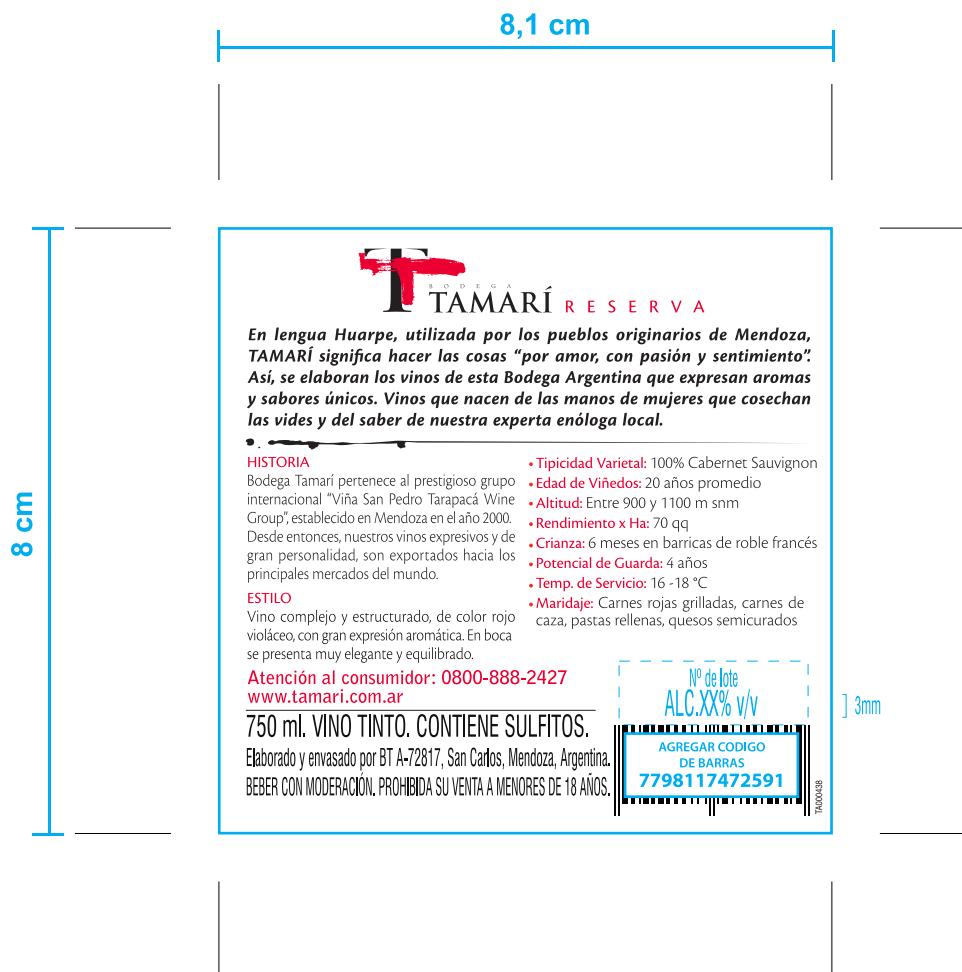 8,1 cm
8 cm
BODEGA
TAMARÍ RESERVA
En lengua Huarpe, utilizada por los pueblos originarios de Mendoza,
TAMARÍ significa hacer las cosas “por amor, con pasión y sentimiento”.
Así, se elaboran los vinos de esta Bodega Argentina que expresan aromas
y sabores únicos. Vinos que nacen de las manos de mujeres que cosechan
las vides y del saber de nuestra experta enóloga local.
HISTORIA
Bodega Tamarí pertenece al prestigioso grupo
internacional “Viña San Pedro Tarapacá Wine
Group”, establecido en Mendoza en el año 2000.
Desde entonces, nuestros vinos expresivos y de
gran personalidad, son exportados hacia los
principales mercados del mundo.
ESTILO
Vino complejo y estructurado, de color rojo
violáceo, con gran expresión aromática. En boca
se presenta muy elegante y equilibrado.
• Tipicidad Varietal: 100% Cabernet Sauvignon
• Edad de Viñedos: 20 años promedio
• Altitud: Entre 900 y 1100 m snm
• Rendimiento x Ha: 70 qq
• Crianza: 6 meses en barricas de roble francés
• Potencial de Guarda: 4 años
• Temp. de Servicio: 16 -18 °C
• Maridaje: Carnes rojas grilladas, carnes de
caza, pastas rellenas, quesos semicurados
Atención al consumidor: 0800-888-2427
www.tamari.com.ar
750 ml. VINO TINTO. CONTIENE SULFITOS.
Elaborado y envasado por BT A-72817, San Carlos, Mendoza, Argentina.
BEBER CON MODERACIÓN. PROHIBIDA SU VENTA A MENORES DE 18 AÑOS.
Nº de lote
ALC.XX% v/v
3mm
AGREGAR CODIGO
DE BARRAS
7798117472591
TA000438